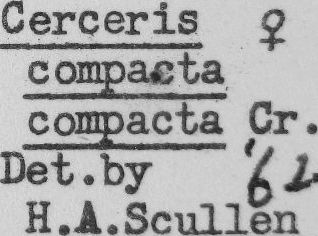 Cerceris ♀
compacta
compacta Cr.
Det.by '62
H.A.Scullen